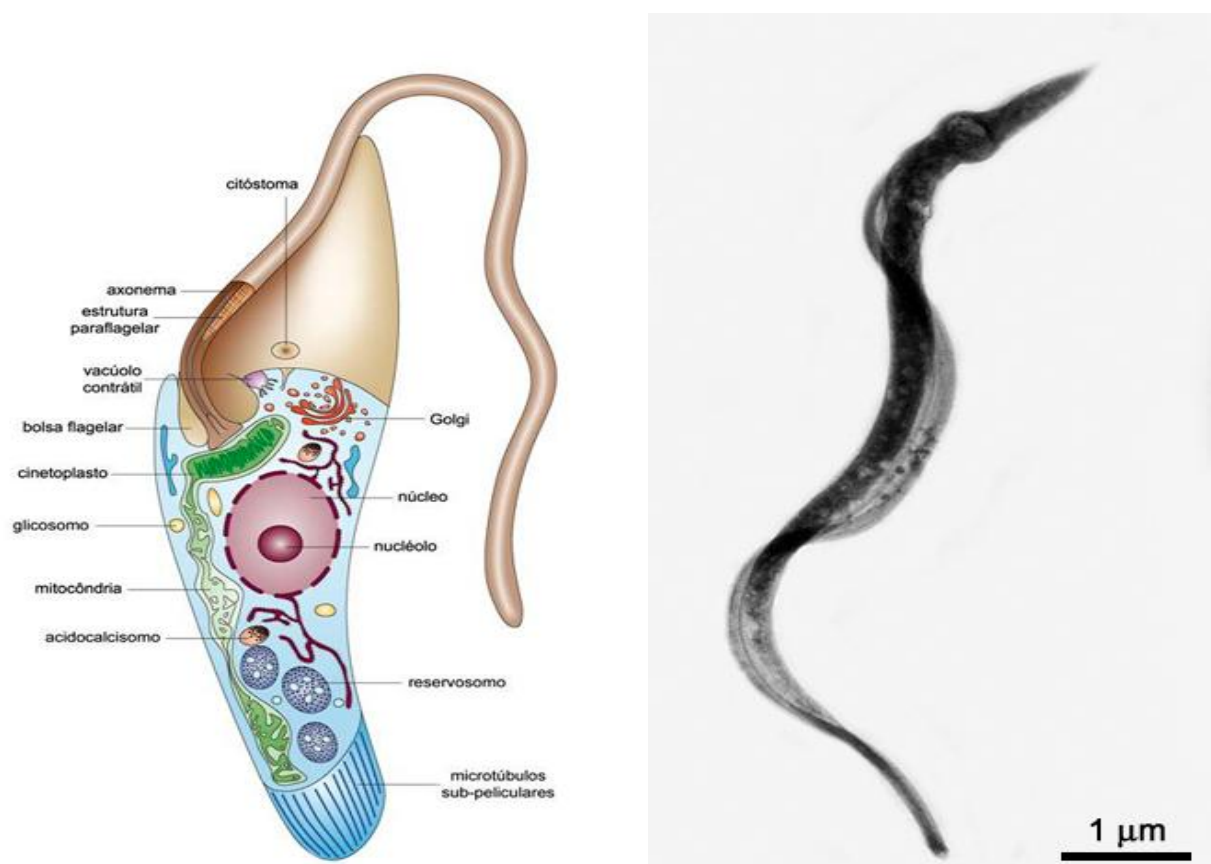 citóstoma
axonema
estrutura
paraflagelar
vacúolo
contrátil
bolsa flagelar
Golgi
cinetoplasto
núcleo
glicosomo
nucléolo
mitocôndria
acidocalcisomo
reservosomo
microtúbulos
sub-peliculares
1 μm